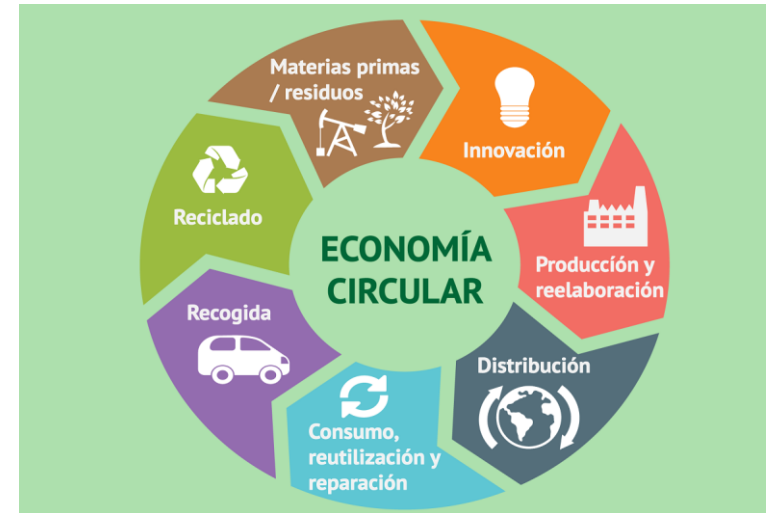 Materias primas
/ residuos
Innovación
Producción y
reelaboración
Distribución
Consumo,
reutilización y
reparación
Recogida
Reciclado
ECONOMÍA
CIRCULAR